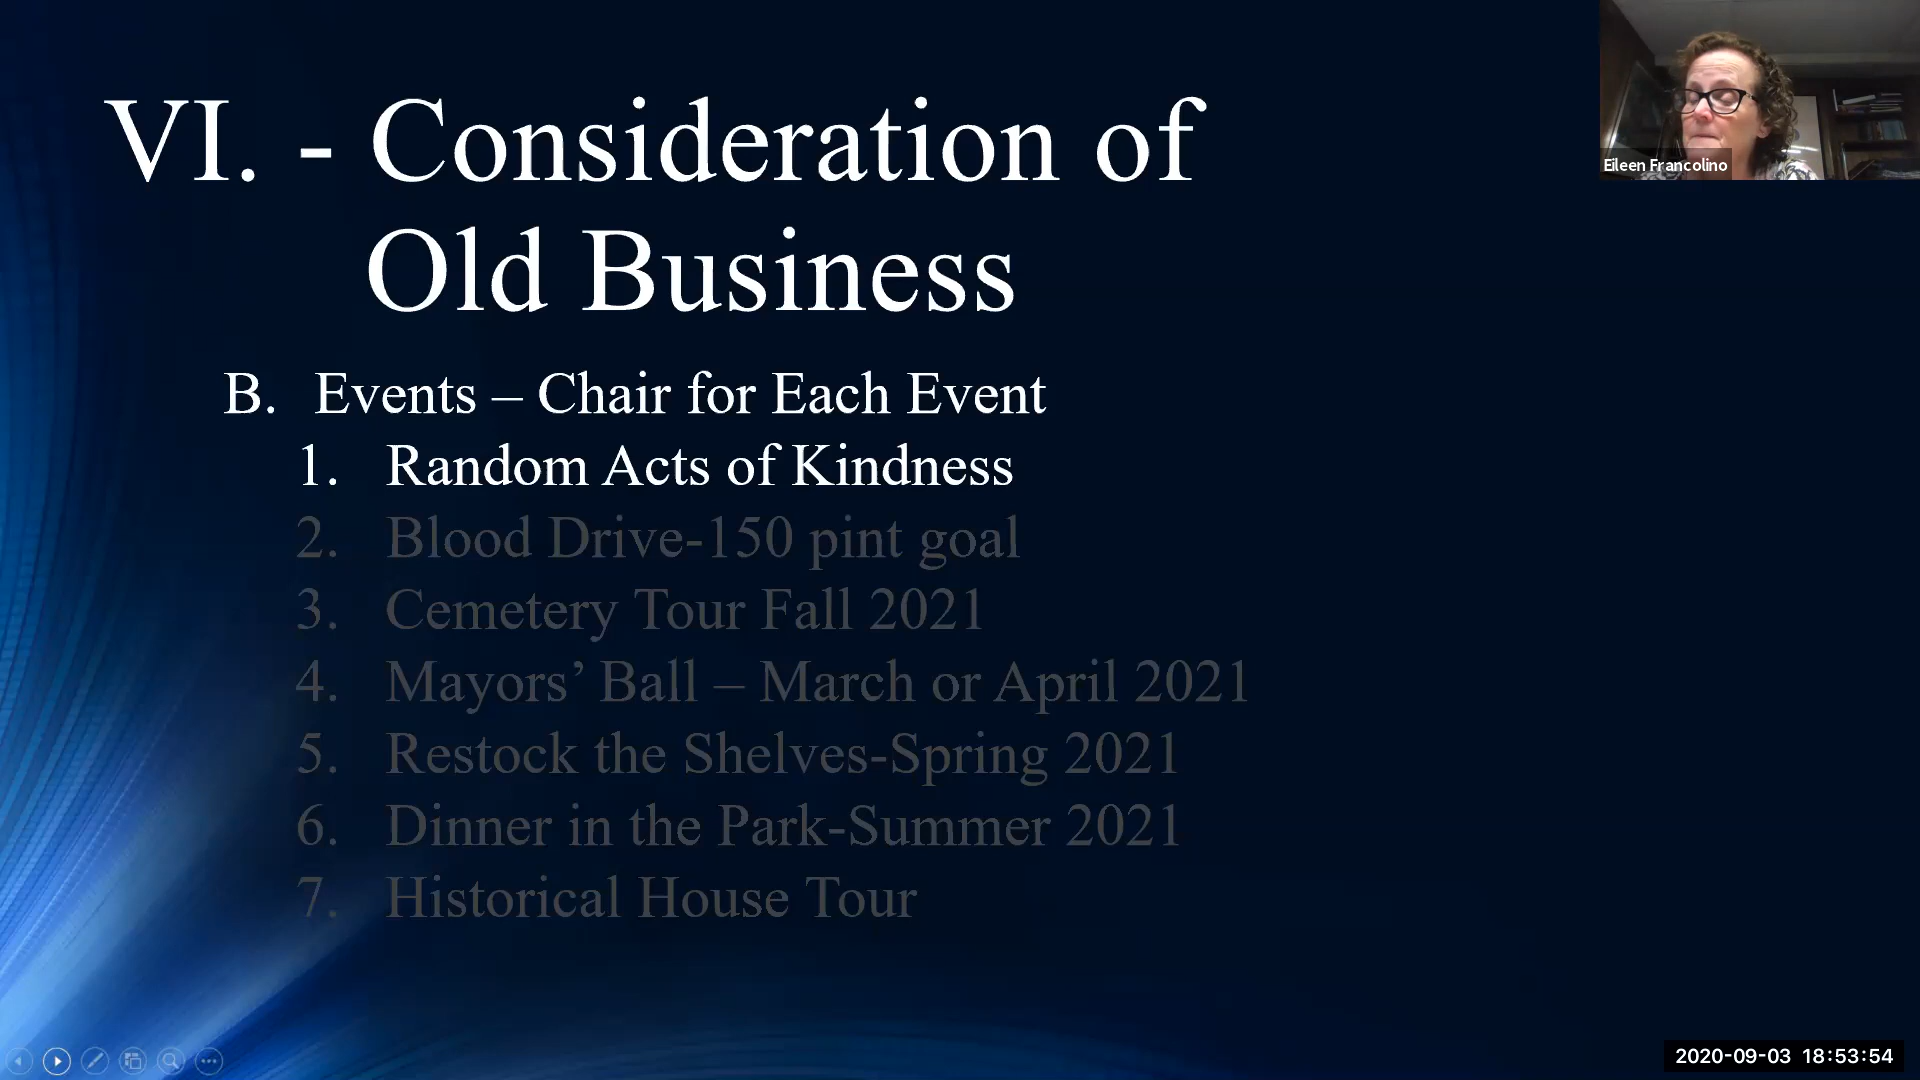 VI. - Consideration of
Old Business
Eileen Francolino
B. Events – Chair for Each Event
1. Random Acts of Kindness
2. Blood Drive-150 pint goal
3. Cemetery Tour Fall 2021
4. Mayors’ Ball – March or April 2021
5. Restock the Shelves-Spring 2021
6. Dinner in the Park-Summer 2021
7. Historical House Tour
2020-09-03 18:53:54